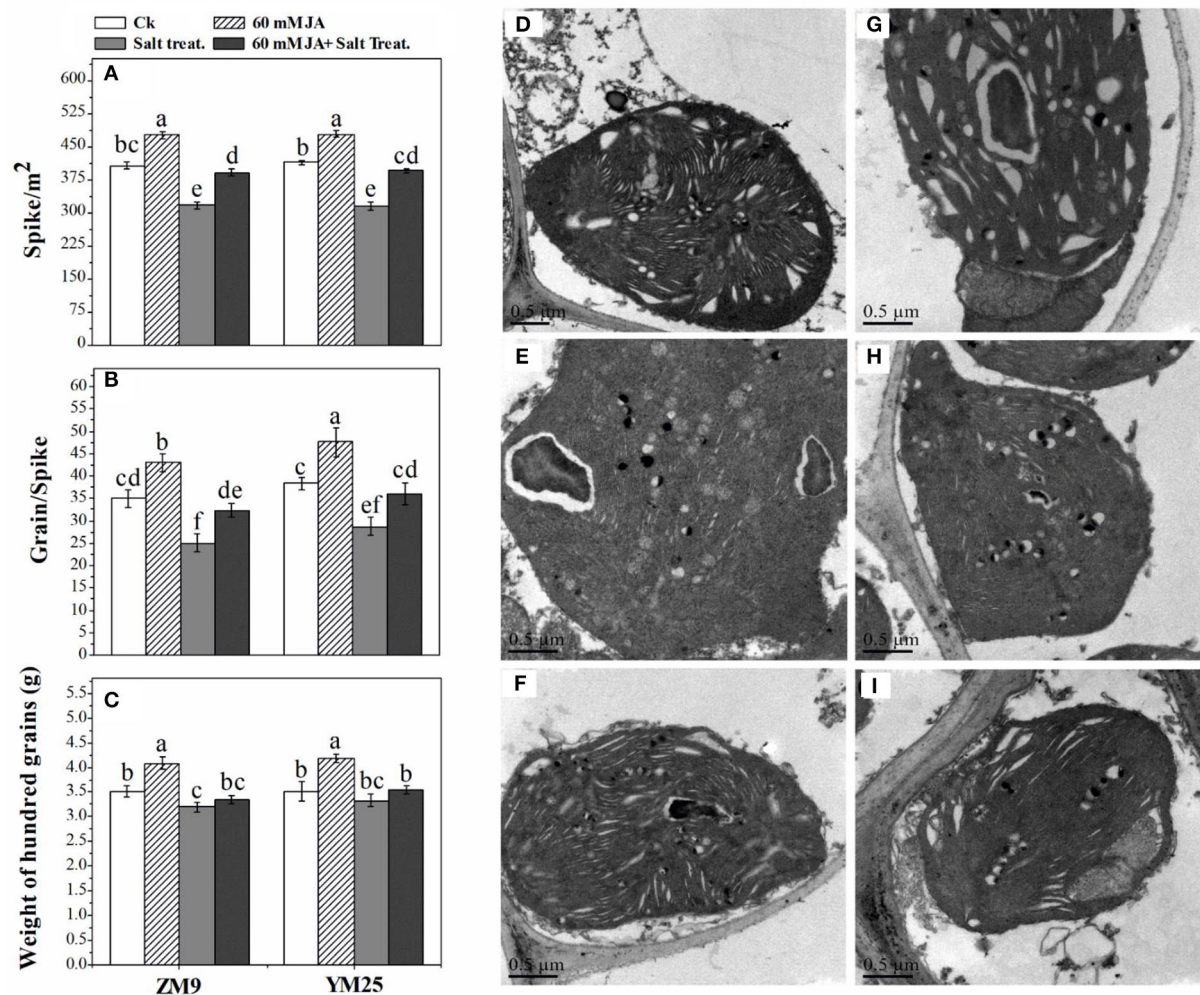 Ck 60 mMJA
Salt treat. 60 mMJA+ Salt Treat.
A
Spike/m²
600
525
450
375
300
225
150
75
0
bc a e d b a e cd
B
Grain/Spike
60
55
50
45
40
35
30
25
20
15
10
5
0
cd b f de c a ef cd
C
Weight of hundred grains (g)
5.5
5.0
4.5
4.0
3.5
3.0
2.5
2.0
1.5
1.0
0.5
0.0
b a c bc b a bc b
ZM9 YM25
D
0.5 µm
G
0.5 µm
E
0.5 µm
H
0.5 µm
F
0.5 µm
I
0.5 µm